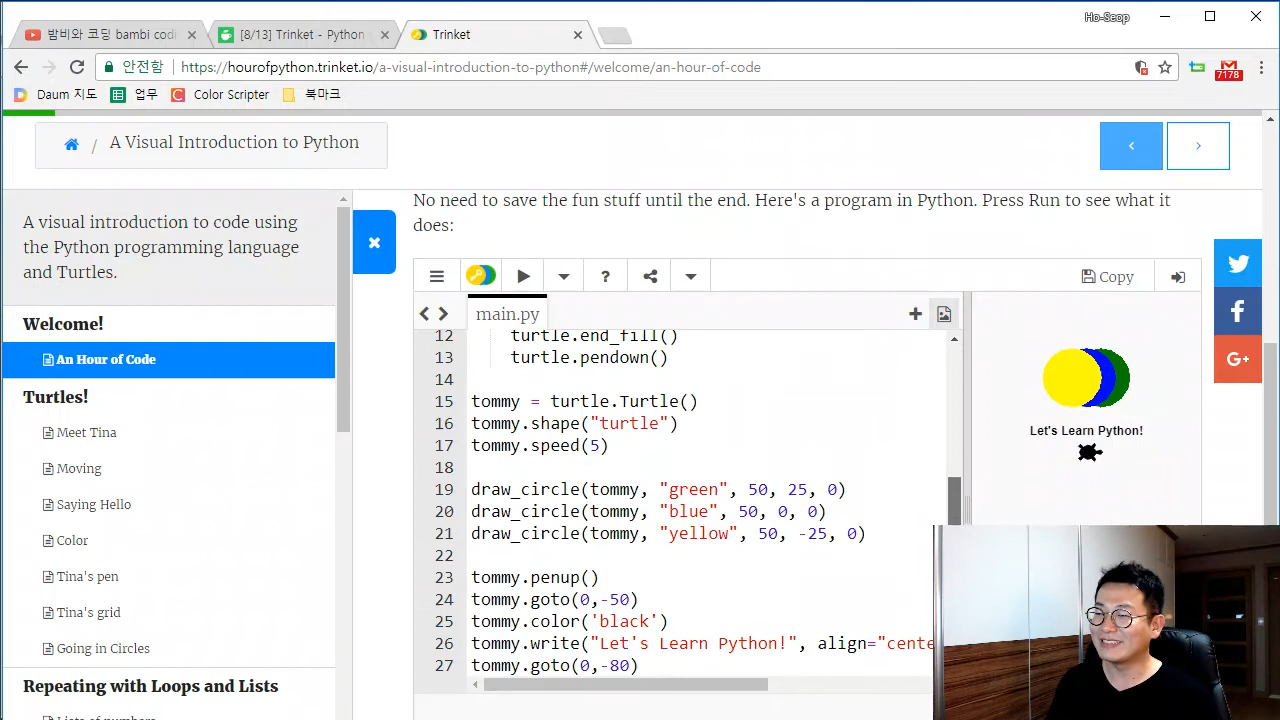 Ho-Seop
밤비와 코딩 bambi codi
[8/13] Trinket - Python
Trinket
안전함
https://hourofpython.trinket.io/a-visual-introduction-to-python#/welcome/an-hour-of-code
7178
Daum 지도
업무
Color Scripter
북마크
/ A Visual Introduction to Python
A visual introduction to code using
the Python programming language
and Turtles.
Welcome!
An Hour of Code
Turtles!
Meet Tina
Moving
Saying Hello
Color
Tina's pen
Tina's grid
Going in Circles
Repeating with Loops and Lists
Lists of numbers
No need to save the fun stuff until the end. Here's a program in Python. Press Run to see what it
does:
?
Copy
main.py
+
12 turtle.end_fill()
13 turtle.pendown()
14
15 tommy = turtle.Turtle()
16 tommy.shape("turtle")
17 tommy.speed(5)
18
19 draw_circle(tommy, "green", 50, 25, 0)
20 draw_circle(tommy, "blue", 50, 0, 0)
21 draw_circle(tommy, "yellow", 50, -25, 0)
22
23 tommy.penup()
24 tommy.goto(0,-50)
25 tommy.color('black')
26 tommy.write("Let's Learn Python!", align="cente
27 tommy.goto(0,-80)
Let's Learn Python!
G+